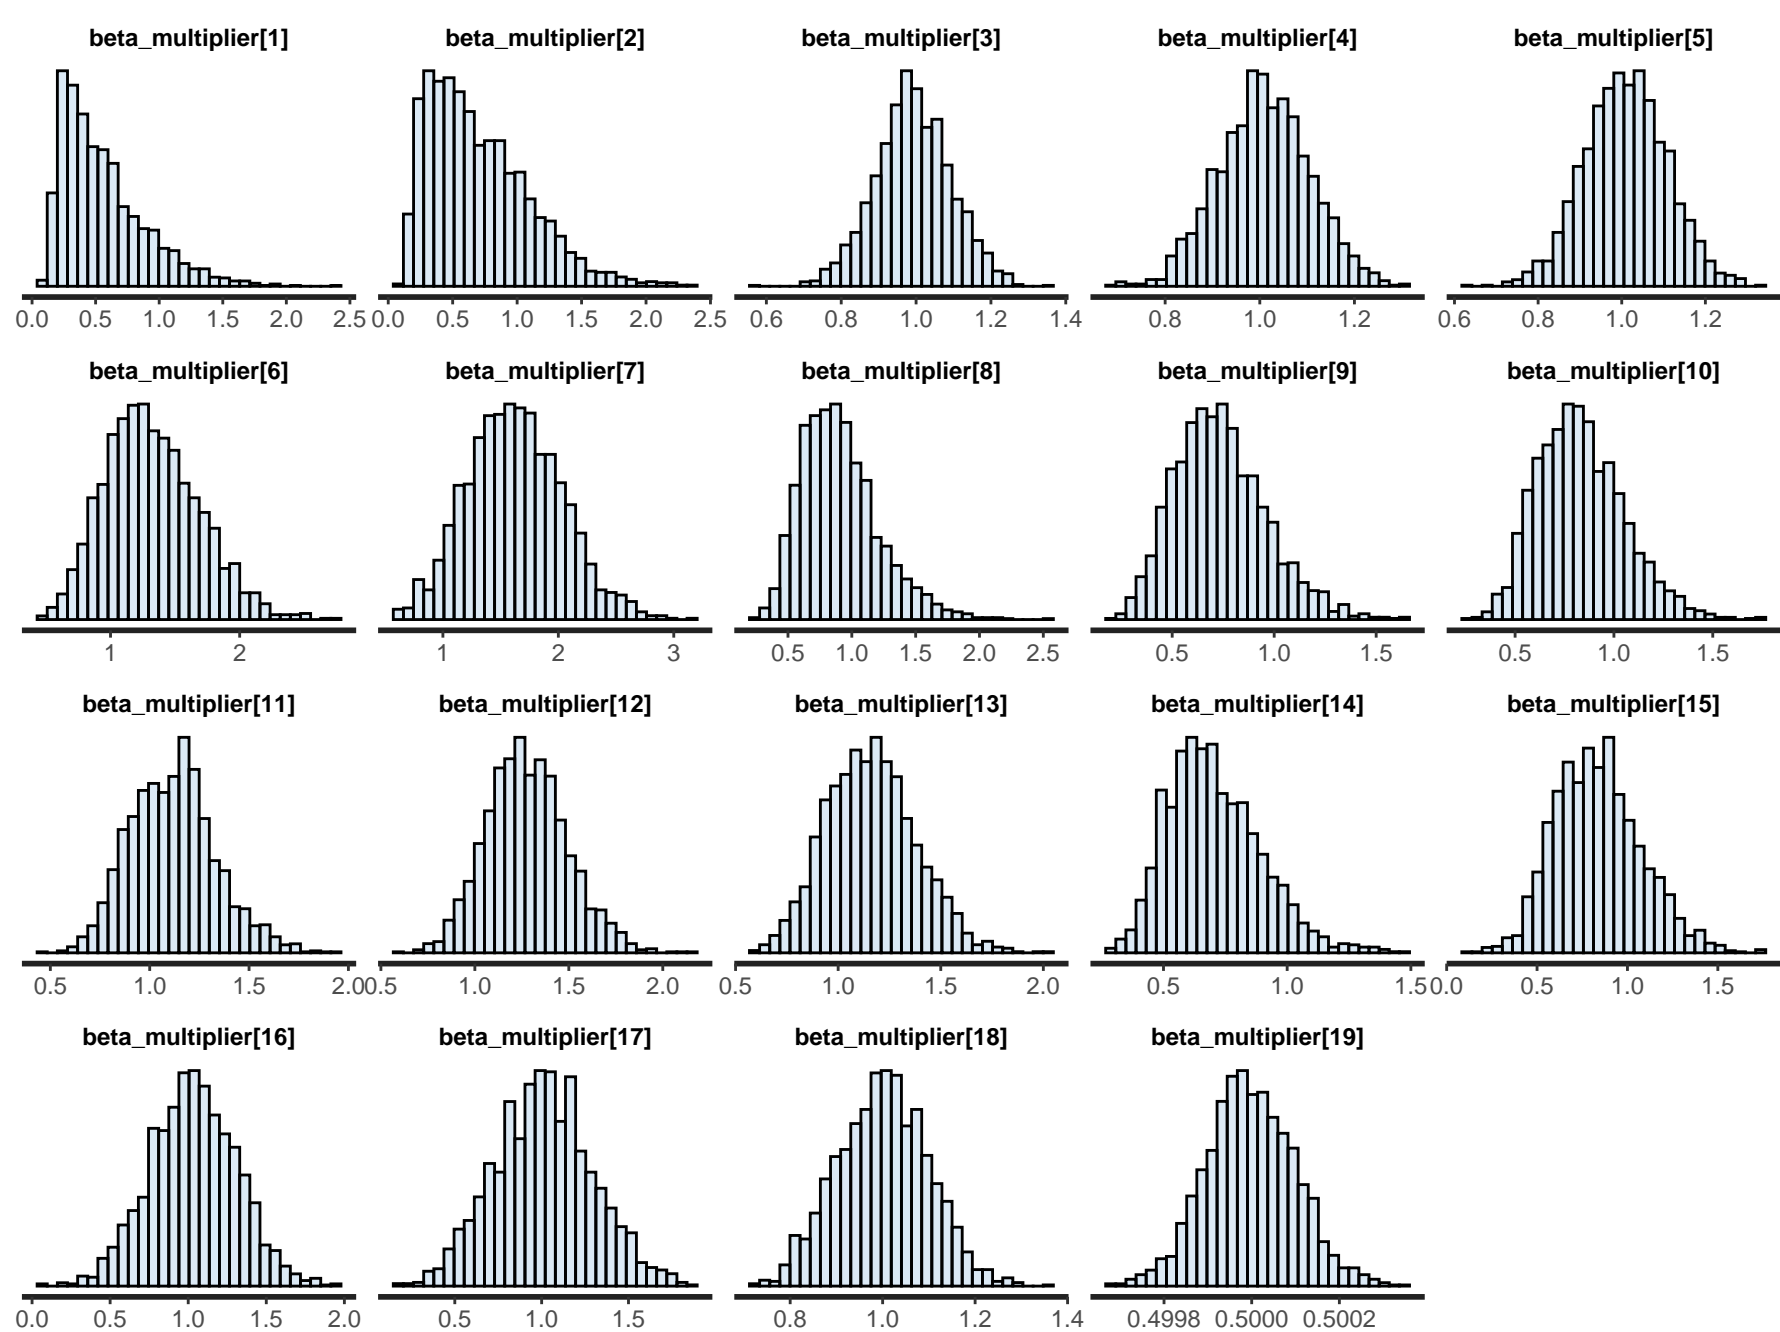 beta_multiplier[1] beta_multiplier[2] beta_multiplier[3] beta_multiplier[4] beta_multiplier[5]
0.0 0.5 1.0 1.5 2.0 2.5 0.0 0.5 1.0 1.5 2.0 2.5 0.6 0.8 1.0 1.2 1.4 0.8 1.0 1.2 0.6 0.8 1.0 1.2
beta_multiplier[6] beta_multiplier[7] beta_multiplier[8] beta_multiplier[9] beta_multiplier[10]
1 2 1 2 3 0.5 1.0 1.5 2.0 2.5 0.5 1.0 1.5 0.5 1.0 1.5
beta_multiplier[11] beta_multiplier[12] beta_multiplier[13] beta_multiplier[14] beta_multiplier[15]
0.5 1.0 1.5 2.0 0.5 1.0 1.5 2.0 0.5 1.0 1.5 2.0 0.5 1.0 1.5 0.0 0.5 1.0 1.5
beta_multiplier[16] beta_multiplier[17] beta_multiplier[18] beta_multiplier[19]
0.0 0.5 1.0 1.5 2.0 0.5 1.0 1.5 0.8 1.0 1.2 1.4 0.4998 0.5000 0.5002